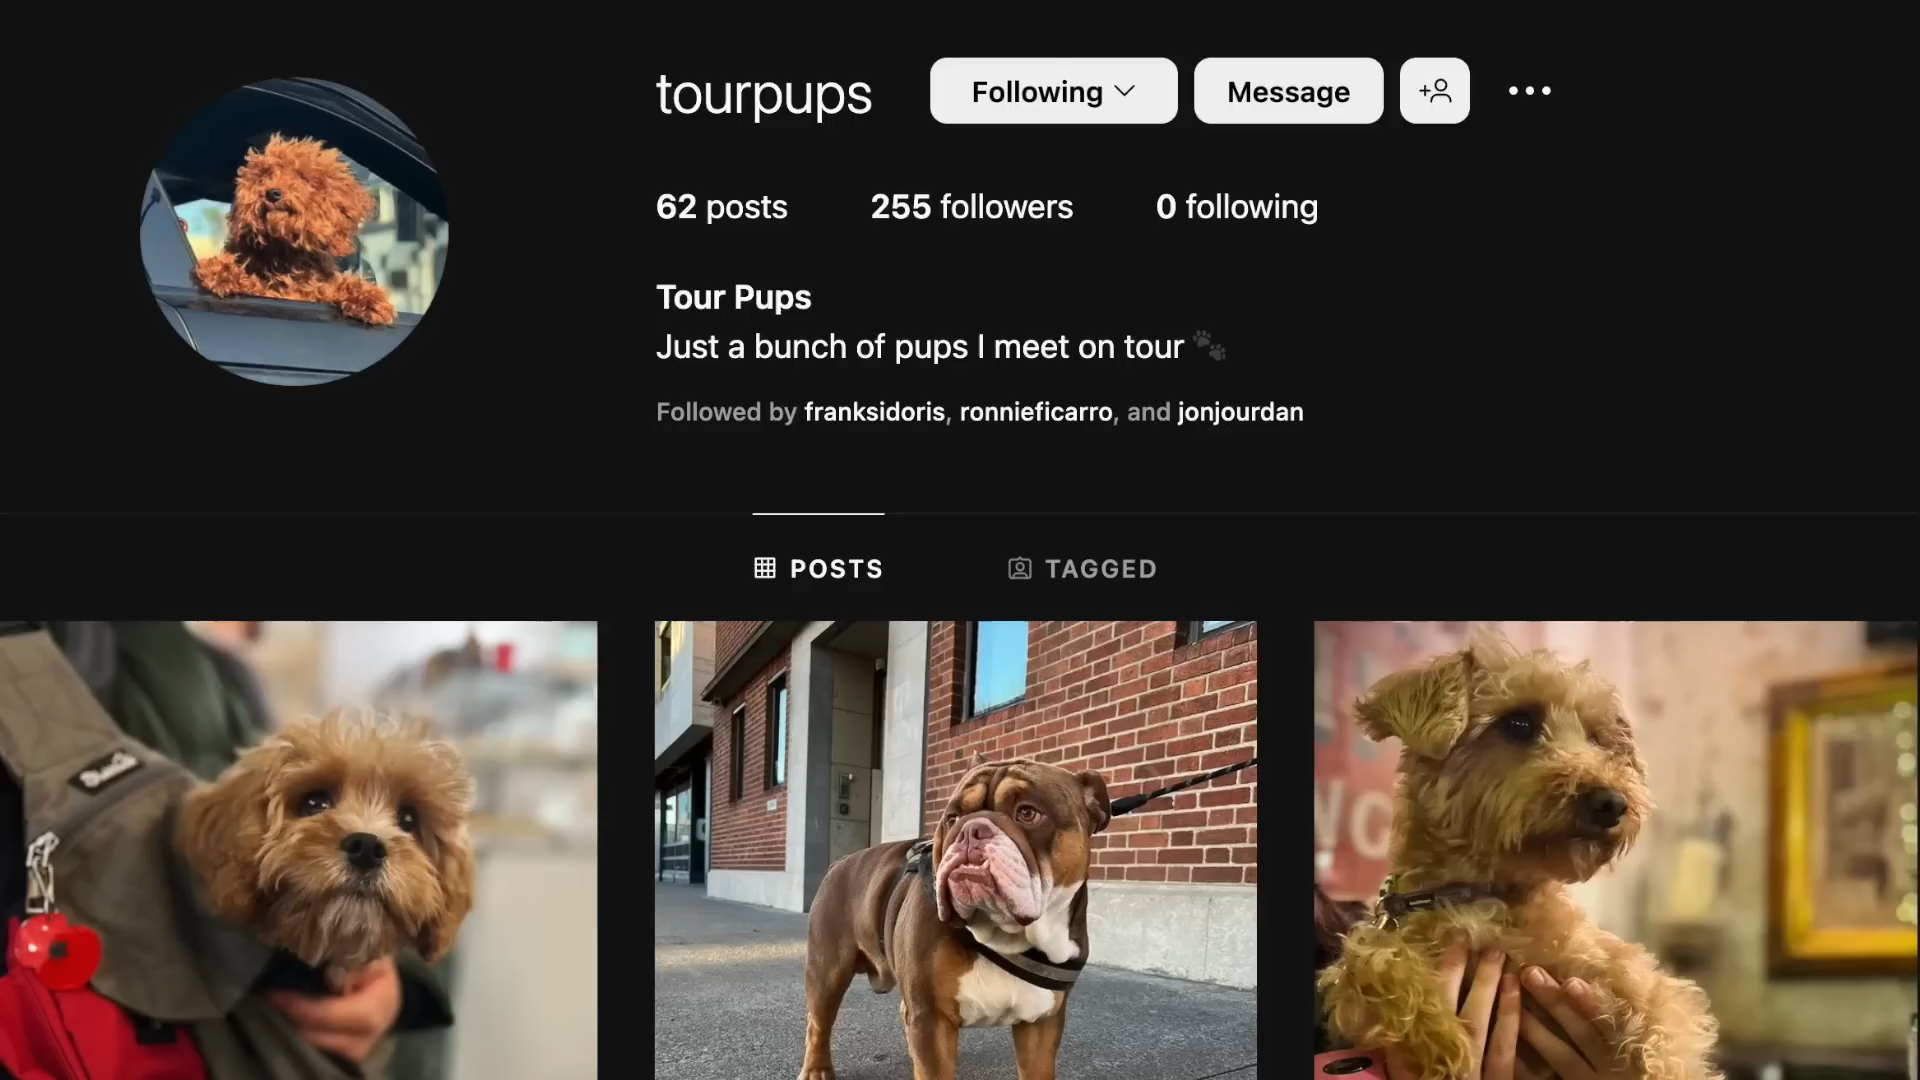 tourpups
Following
Message
62 posts
255 followers
0 following
Tour Pups
Just a bunch of pups I meet on tour 🐾
Followed by franksidoris, ronnieficarro, and jonjourdan
POSTS
TAGGED